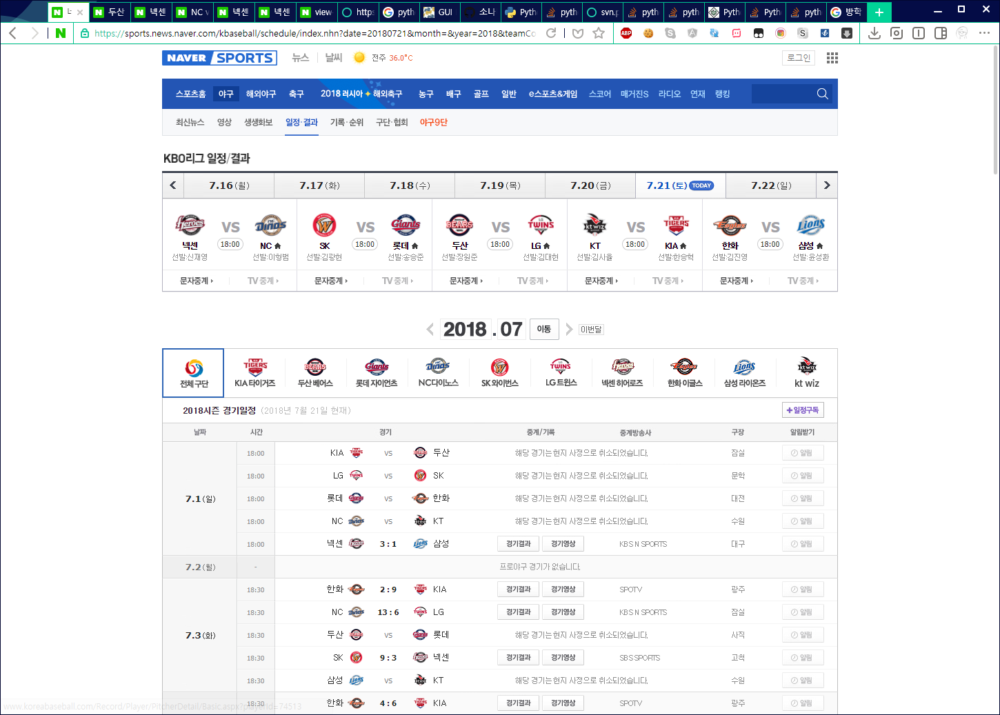 ㄴ 두산 넥센 NC v 넥센 넥센 view- https pyth GUI 소나 Pyth pyth svn.p pyth pyth Pyth Pyth pyth 방학
https://sports.news.naver.com/kbaseball/schedule/index.nhn?date=20180721&month=&year=2018&teamCo
NAVER SPORTS 뉴스 날씨 전주 36.0°C 로그인
스포츠홈 야구 해외야구 축구 2018 러시아 해외축구 농구 배구 골프 일반 e스포츠&게임 스코어 매거진S 라디오 연재 랭킹
최신뉴스 영상 생생화보 일정·결과 기록·순위 구단·협회 야구9단
KBO리그 일정/결과
7.16 (월) 7.17 (화) 7.18 (수) 7.19 (목) 7.20 (금) 7.21 (토) TODAY 7.22 (일)
Heroes VS NC Dinos W VS Giants BEARS VS LG TWINS kt wiz VS TIGERS Eagles VS Lions
넥센 18:00 NC SK 18:00 롯데 두산 18:00 LG KT 18:00 KIA 한화 18:00 삼성
선발:신재영 선발:이형범 선발:김광현 선발:송승준 선발:장원준 선발:김대현 선발:김사율 선발:한승혁 선발:김진영 선발:윤성환
문자중계 TV 중계 문자중계 TV 중계 문자중계 TV 중계 문자중계 TV 중계 문자중계 TV 중계
2018 . 07 이동 이번달
전체 구단 KIA 타이거즈 두산 베어스 롯데 자이언츠 NC다이노스 SK 와이번스 LG 트윈스 넥센 히어로즈 한화 이글스 삼성 라이온즈 kt wiz
2018시즌 경기일정 (2018년 7월 21일 현재) +일정구독
날짜 시간 경기 중계/기록 중계방송사 구장 알림받기
18:00 KIA VS 두산 해당 경기는 현지 사정으로 취소되었습니다. 잠실 알림
18:00 LG VS SK 해당 경기는 현지 사정으로 취소되었습니다. 문학 알림
7.1 (일) 18:00 롯데 VS 한화 해당 경기는 현지 사정으로 취소되었습니다. 대전 알림
18:00 NC VS KT 해당 경기는 현지 사정으로 취소되었습니다. 수원 알림
18:00 넥센 3:1 삼성 경기결과 경기영상 KBS N SPORTS 대구 알림
7.2 (월) - 프로야구 경기가 없습니다.
18:30 한화 2:9 KIA 경기결과 경기영상 SPOTV 광주 알림
18:30 NC 13:6 LG 경기결과 경기영상 KBS N SPORTS 잠실 알림
7.3 (화) 18:30 두산 VS 롯데 해당 경기는 현지 사정으로 취소되었습니다. 사직 알림
18:30 SK 9:3 넥센 경기결과 경기영상 SBS SPORTS 고척 알림
18:30 삼성 VS KT 해당 경기는 현지 사정으로 취소되었습니다. 수원 알림
18:30 한화 4:6 KIA 경기결과 경기영상 SPOTV 광주 알림
www.koreabaseball.com/Record/Player/PitcherDetail/Basic.aspx?playerId=74513